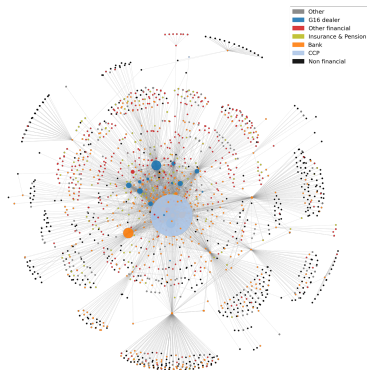 Other
G16 dealer
Other financial
Insurance & Pension
Bank
CCP
Non financial